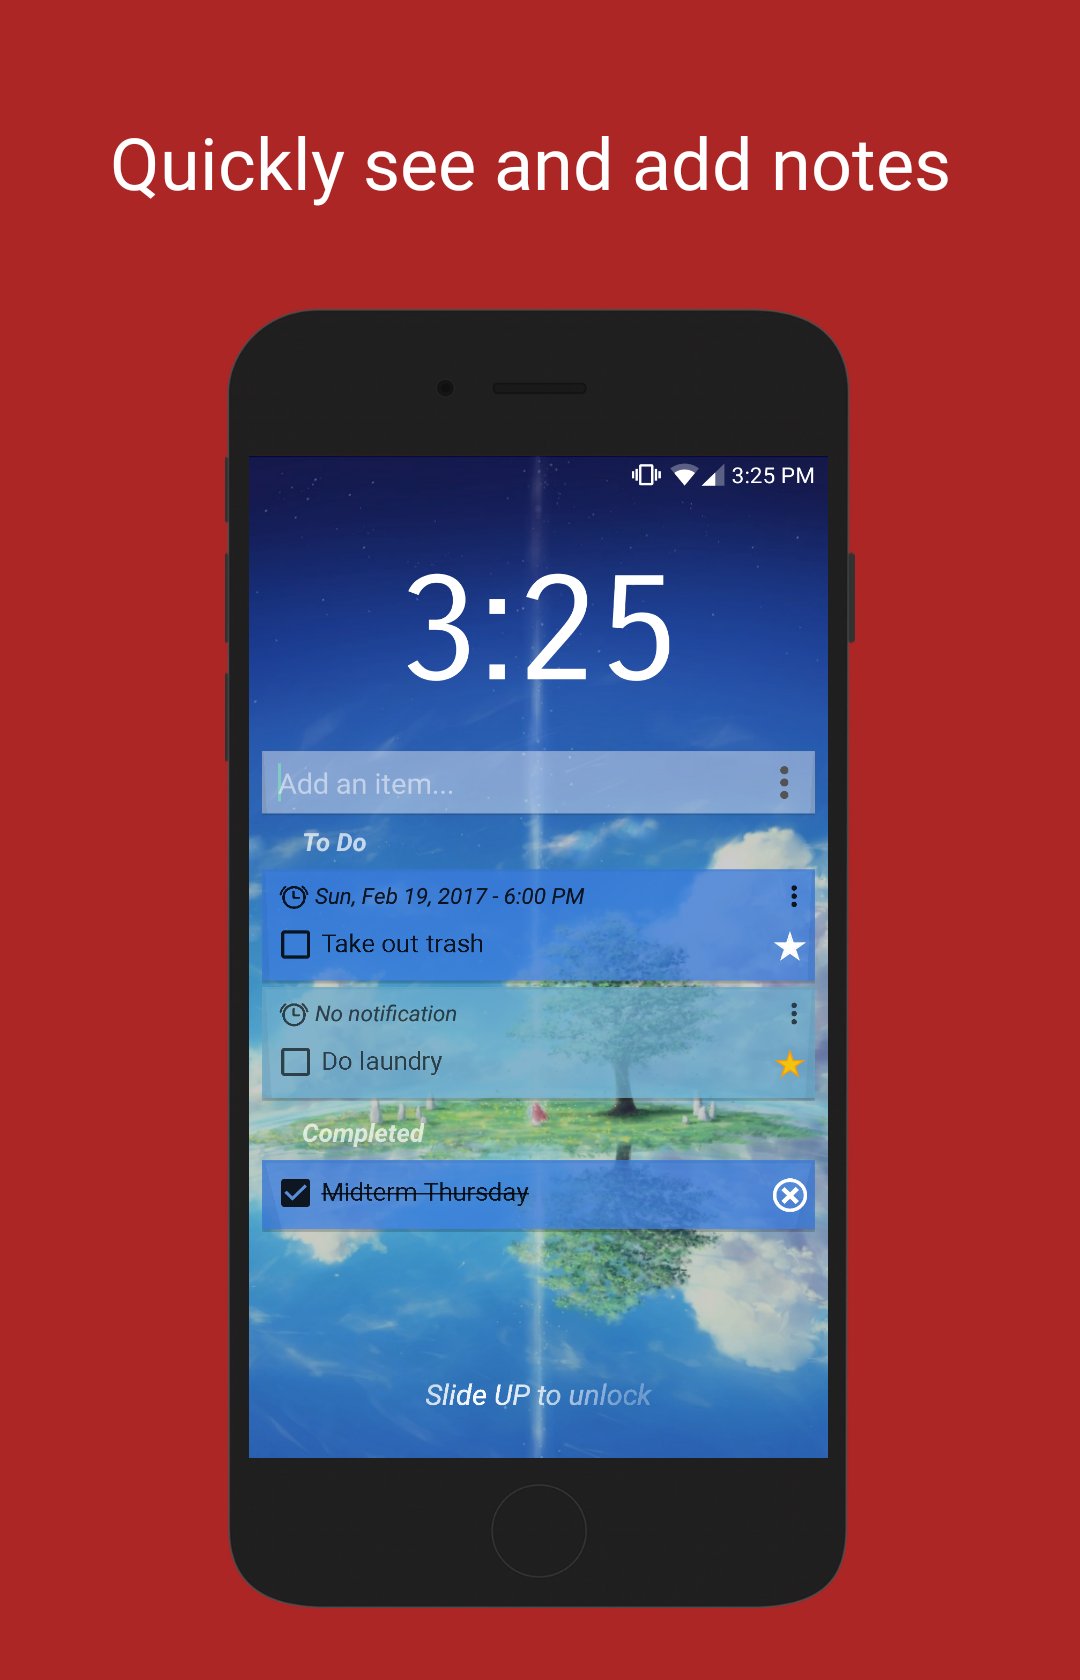 Quickly see and add notes
3:25 PM
3:25
Add an item...
To Do
Sun, Feb 19, 2017 - 6:00 PM
Take out trash
No notification
Do laundry
Completed
Midterm Thursday
Slide UP to unlock